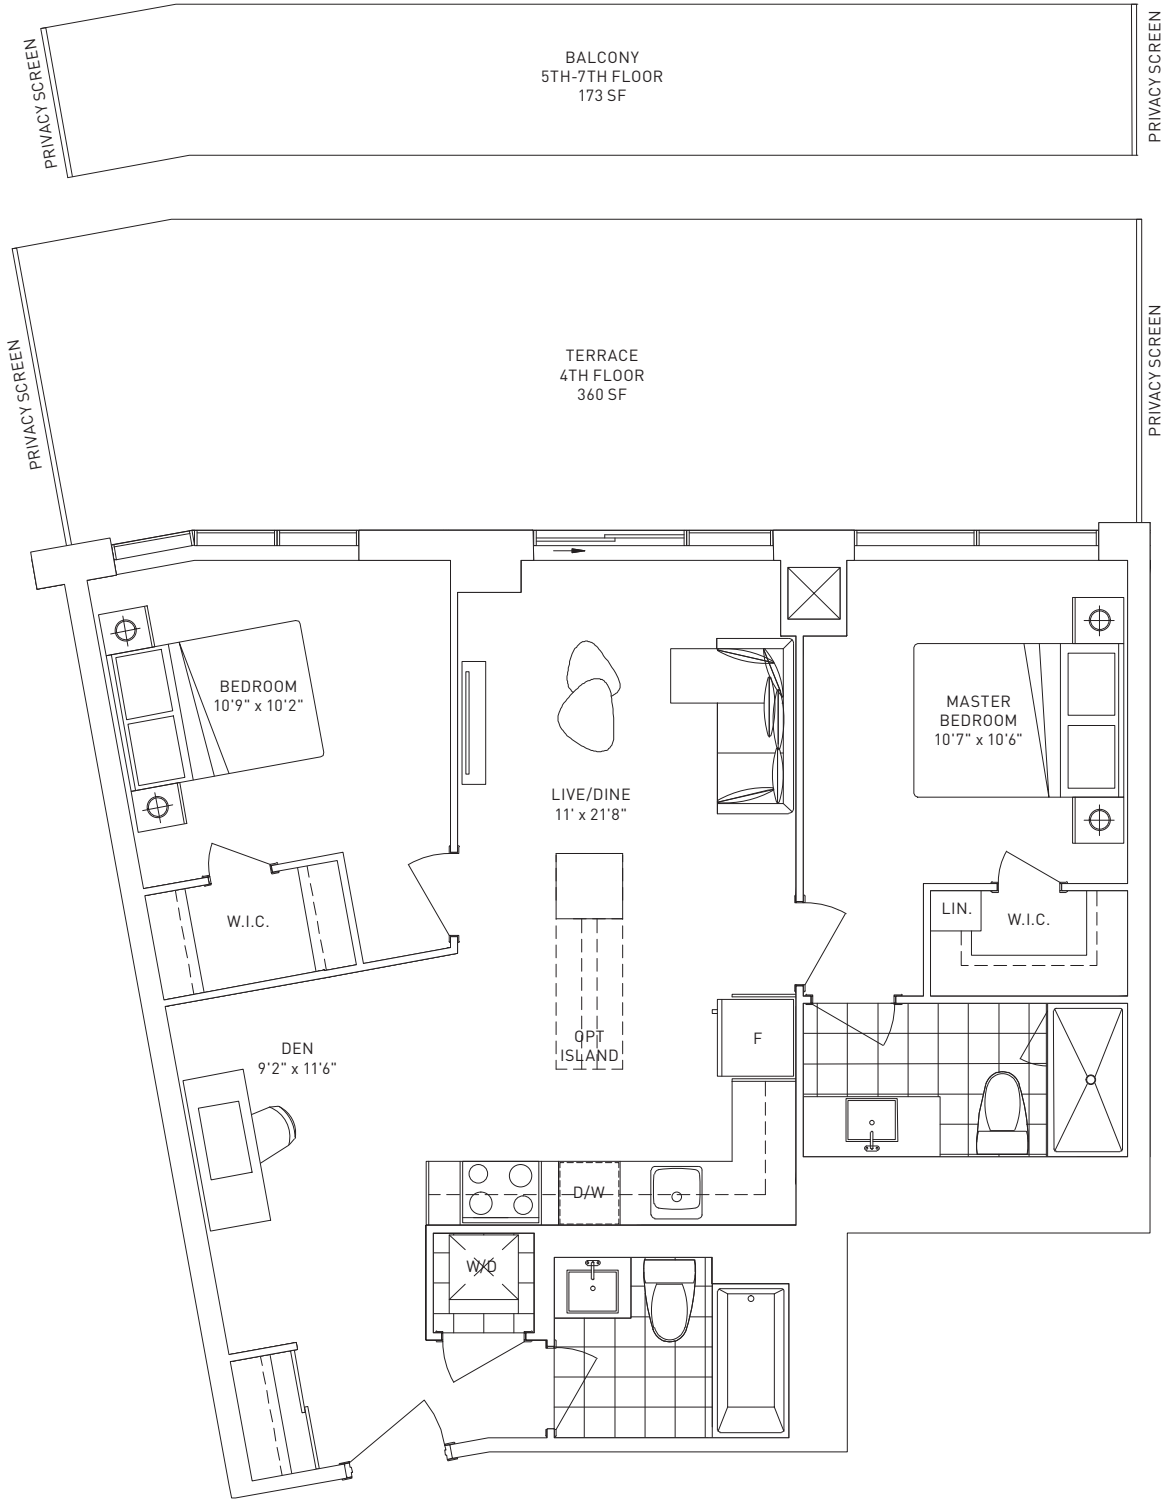 PRIVACY SCREEN
BALCONY
5TH-7TH FLOOR
173 SF
PRIVACY SCREEN
PRIVACY SCREEN
TERRACE
4TH FLOOR
360 SF
PRIVACY SCREEN
BEDROOM
10'9" x 10'2"
MASTER
BEDROOM
10'7" x 10'6"
LIVE/DINE
11' x 21'8"
W.I.C.
LIN.
W.I.C.
OPT
ISLAND
F
DEN
9'2" x 11'6"
D/W
W/D